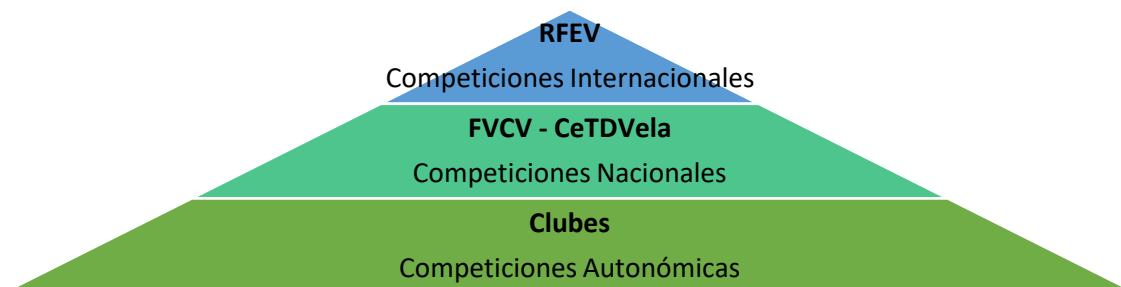 RFEV
Competiciones Internacionales
FVCV - CeTDVela
Competiciones Nacionales
Clubes
Competiciones Autonómicas